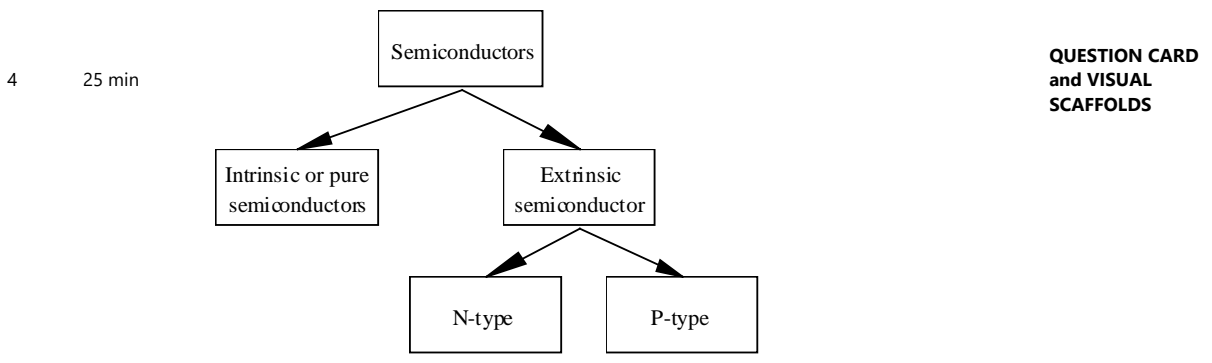 Semiconductors
4 25 min
QUESTION CARD
and VISUAL
SCAFFOLDS
Intrinsic or pure
semiconductors
Extrinsic
semiconductor
N-type
P-type